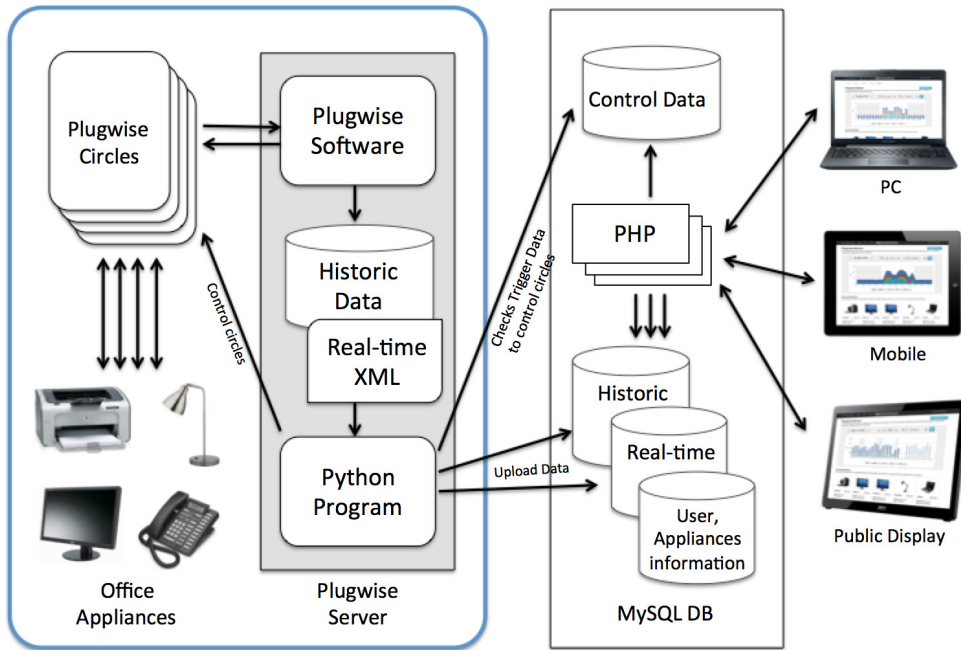 Plugwise
Circles
Plugwise
Software
Historic
Data
Real-time
XML
Python
Program
Control circles
Office
Appliances
Plugwise
Server
Checks Trigger Data
to control circles
Upload Data
Control Data
PHP
Historic
Real-time
User,
Appliances
information
MySQL DB
PC
Mobile
Public Display